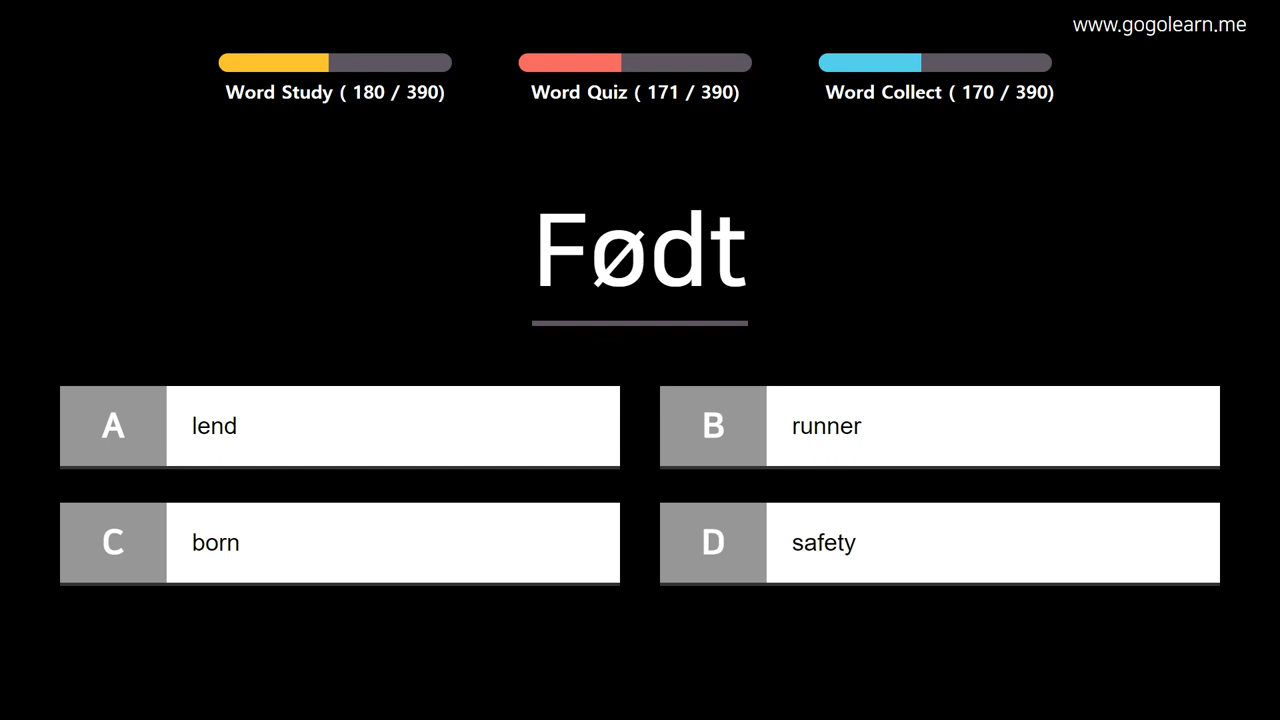 www.gogolearn.me
Word Study ( 180 / 390)
Word Quiz ( 171 / 390)
Word Collect ( 170 / 390)
Født
A lend
B runner
C born
D safety